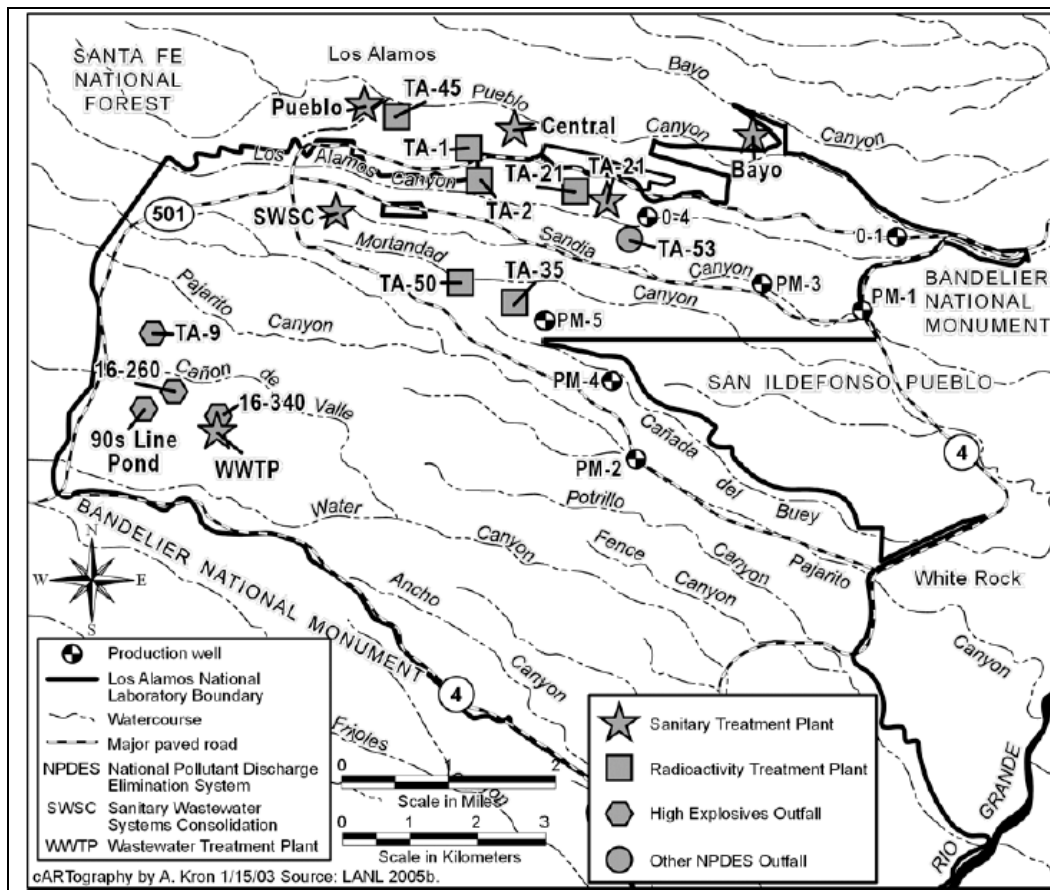 SANTA FE
NATIONAL
FOREST
Los Alamos
Bayo
Pueblo
TA-45
Pueblo
Central
Canyon
Canyon
TA-1
Bayo
Los Alamos
Canyon
TA-21
TA-21
TA-2
501
SWSC
0-4
0-1
TA-53
Sandia
Canyon
Mortandad
Canyon
TA-50
TA-35
PM-3
PM-1
BANDELIER
NATIONAL
MONUMENT
PM-5
Pajarito
Canyon
TA-9
16-260
Cañon de Valle
16-340
90s Line
Pond
WWTP
PM-4
SAN ILDEFONSO PUEBLO
Cañada del Buey
PM-2
4
Potrillo
Canyon
Water
Canyon
Fence
Canyon
Pajarito
White Rock
Canyon
Ancho
Canyon
BANDELIER NATIONAL MONUMENT
4
Frijoles
on
RIO GRANDE
N
W E
S
Production well
Los Alamos National
Laboratory Boundary
Watercourse
Major paved road
NPDES National Pollutant Discharge
Elimination System
SWSC Sanitary Wastewater
Systems Consolidation
WWTP Wastewater Treatment Plant
0 1 2
Scale in Miles
0 1 2 3
Scale in Kilometers
Sanitary Treatment Plant
Radioactivity Treatment Plant
High Explosives Outfall
Other NPDES Outfall
cARTography by A. Kron 1/15/03 Source: LANL 2005b.